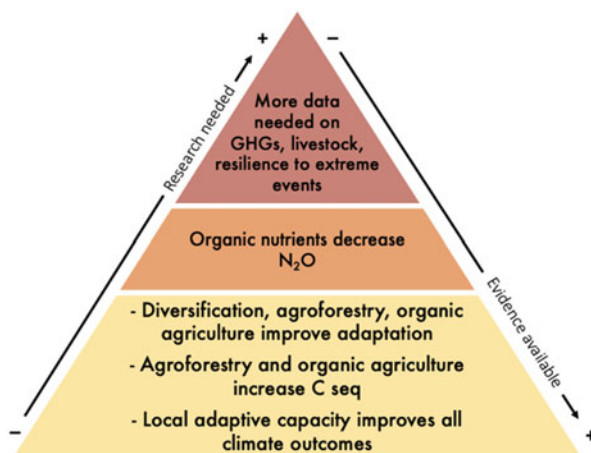 +
−
Research needed
More data
needed on
GHGs, livestock,
resilience to extreme
events
Organic nutrients decrease
N₂O
Evidence available
- Diversification, agroforestry, organic
agriculture improve adaptation
- Agroforestry and organic agriculture
increase C seq
- Local adaptive capacity improves all
climate outcomes
−
+